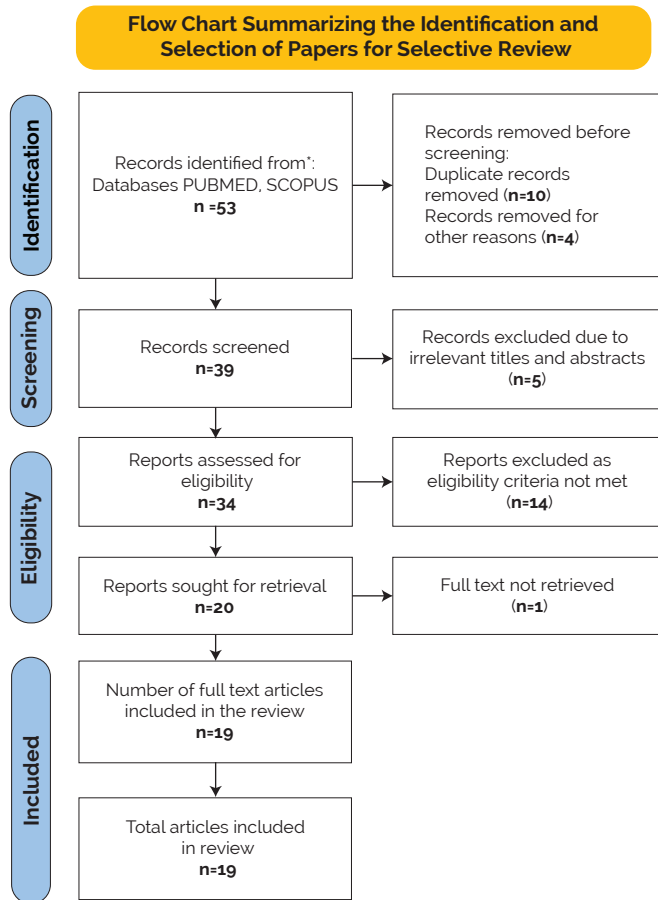 Flow Chart Summarizing the Identification and
Selection of Papers for Selective Review
Identification
Records identified from*:
Databases PUBMED, SCOPUS
n =53
Records removed before
screening:
Duplicate records
removed (n=10)
Records removed for
other reasons (n=4)
Screening
Records screened
n=39
Records excluded due to
irrelevant titles and abstracts
(n=5)
Eligibility
Reports assessed for
eligibility
n=34
Reports excluded as
eligibility criteria not met
(n=14)
Reports sought for retrieval
n=20
Full text not retrieved
(n=1)
Included
Number of full text articles
included in the review
n=19
Total articles included
in review
n=19